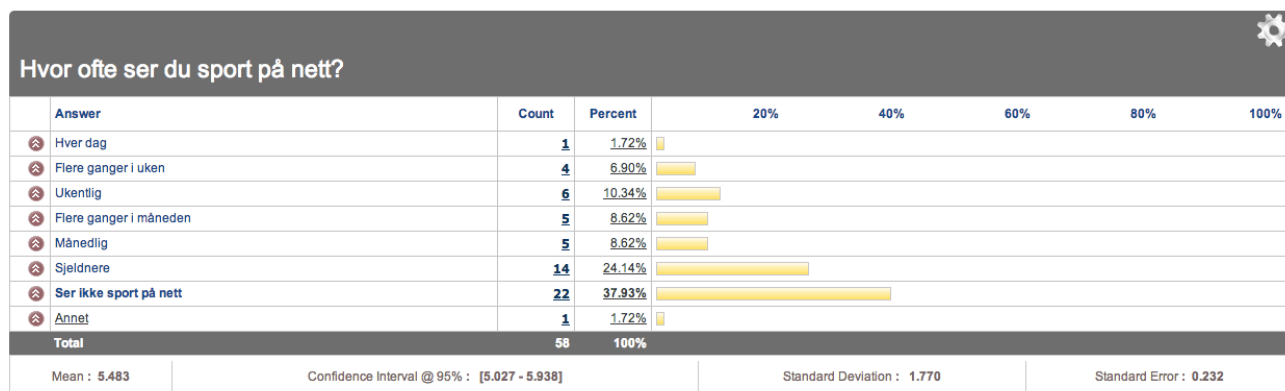 Hvor ofte ser du sport på nett?
Answer Count Percent 20% 40% 60% 80% 100%
Hver dag 1 1.72%
Flere ganger i uken 4 6.90%
Ukentlig 6 10.34%
Flere ganger i måneden 5 8.62%
Månedlig 5 8.62%
Sjeldnere 14 24.14%
Ser ikke sport på nett 22 37.93%
Annet 1 1.72%
Total 58 100%
Mean : 5.483 Confidence Interval @ 95% : [5.027 - 5.938] Standard Deviation : 1.770 Standard Error : 0.232